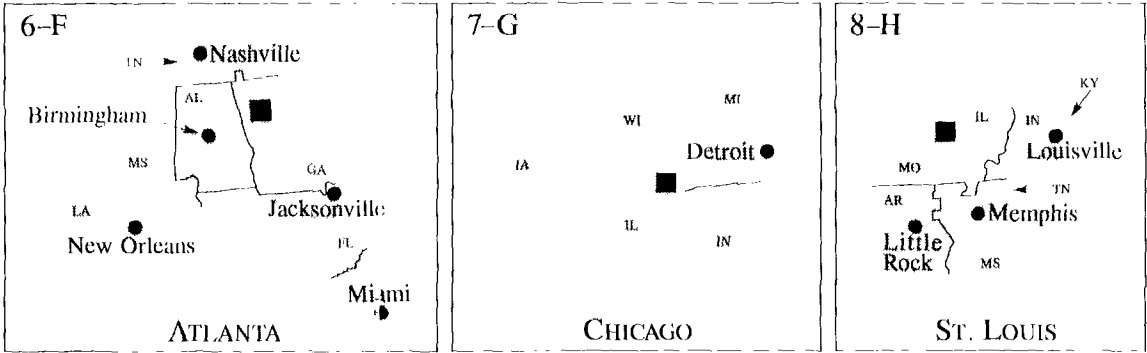 6–F
Nashville
TN
AL
Birmingham
MS
GA
Jacksonville
LA
New Orleans
FL
Miami
ATLANTA
7–G
MI
WI
Detroit
IA
IL
IN
CHICAGO
8–H
KY
IL
IN
Louisville
MO
TN
AR
Memphis
Little
Rock
MS
ST. LOUIS